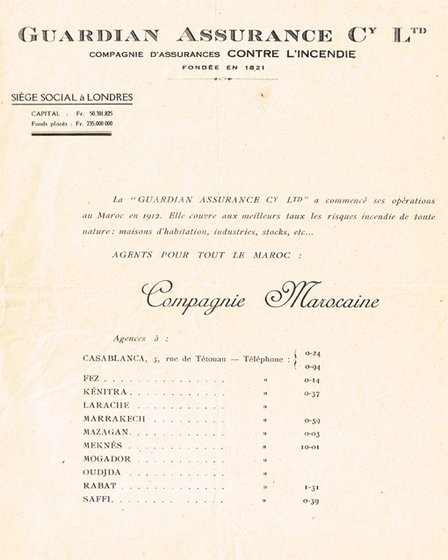 GUARDIAN ASSURANCE CY LTD
COMPAGNIE D'ASSURANCES CONTRE L'INCENDIE
FONDÉE EN 1821
SIÈGE SOCIAL à LONDRES
CAPITAL : Fr. 50.301.825
Fonds placés : Fr. 235.000.000
La "GUARDIAN ASSURANCE CY LTD" a commencé ses opérations
au Maroc en 1912. Elle couvre aux meilleurs taux les risques incendie de toute
nature : maisons d'habitation, industries, stocks, etc...
AGENTS POUR TOUT LE MAROC :
Compagnie Marocaine
Agences à :
CASABLANCA, 3, rue de Tétouan — Téléphone : { 0-24
0-94
FEZ . . . . . . . . . . . . . . . » 0-14
KÉNITRA . . . . . . . . . . . . . » 0-37
LARACHE . . . . . . . . . . . . . »
MARRAKECH . . . . . . . . . . . » 0-59
MAZAGAN . . . . . . . . . . . . . » 0-03
MEKNÈS . . . . . . . . . . . . . » 10-01
MOGADOR . . . . . . . . . . . . »
OUDJDA . . . . . . . . . . . . . »
RABAT . . . . . . . . . . . . . . » 1-31
SAFFI . . . . . . . . . . . . . . » 0-39